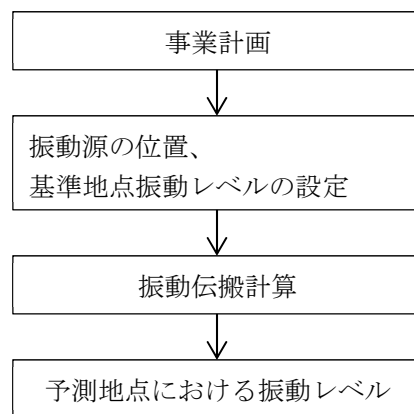 事業計画
振動源の位置、
基準地点振動レベルの設定
振動伝搬計算
予測地点における振動レベル